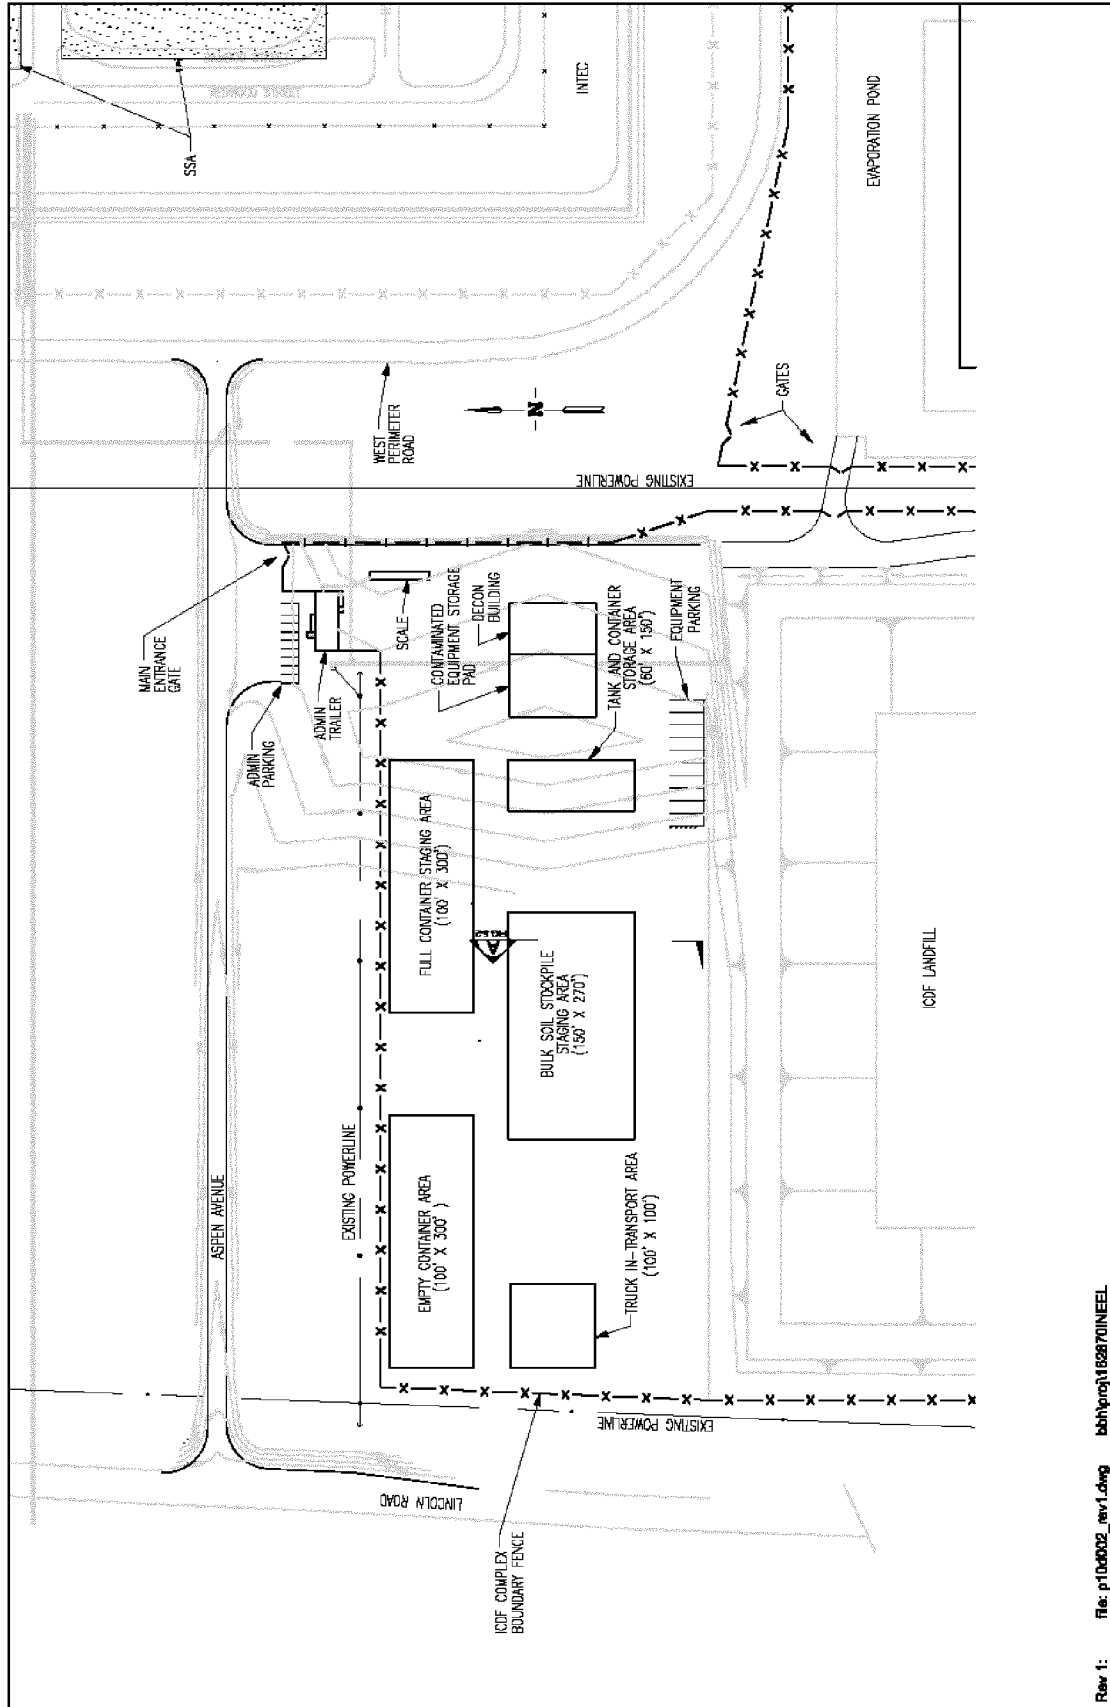 SSA
REDWOOD STREET
INTEC
EVAPORATION POND
WEST
PERIMETER
ROAD
-N-
GATES
EXISTING POWERLINE
MAIN
ENTRANCE
GATE
ADMIN
PARKING
ADMIN
TRAILER
SCALE
CONTAMINATED
EQUIPMENT STORAGE
PAD
DECON
BUILDING
TANK AND CONTAINER
STORAGE AREA
(60' X 150')
EQUIPMENT
PARKING
FULL CONTAINER STAGING AREA
(100' X 300')
A
BULK SOIL STOCKPILE
STAGING AREA
(150' X 270')
ICDF LANDFILL
ASPEN AVENUE
EXISTING POWERLINE
EMPTY CONTAINER AREA
(100' X 300' )
TRUCK IN-TRANSPORT AREA
(100' X 100')
EXISTING POWERLINE
LINCOLN ROAD
ICDF COMPLEX
BOUNDARY FENCE
Rev 1: file: p10d002_rev1.dwg bbh\proj\162870\INEEL